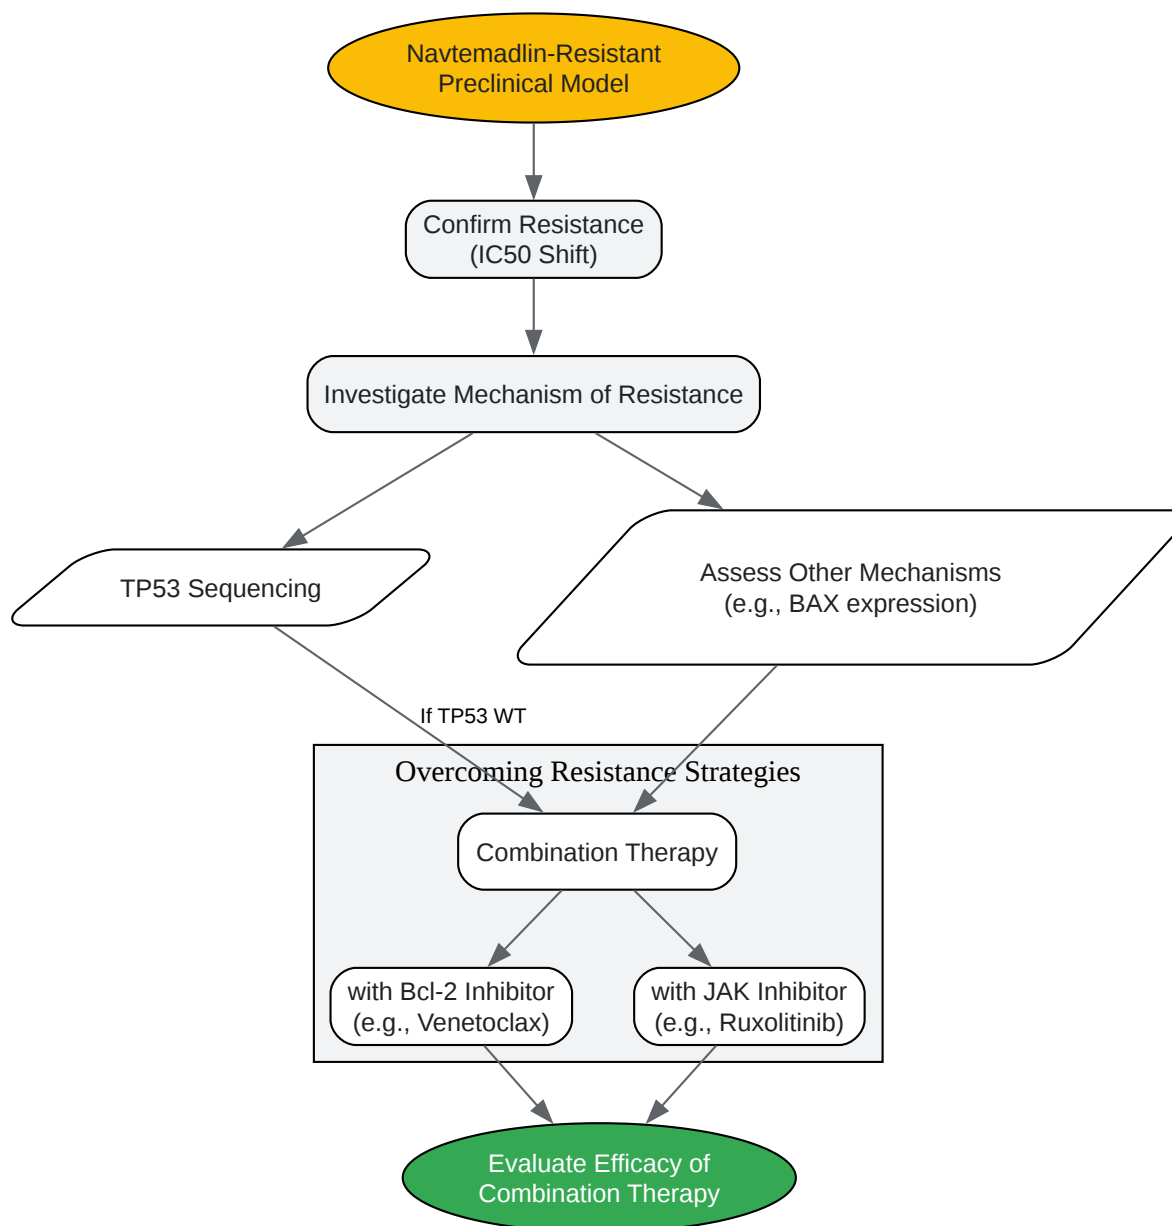 Navtemadlin-Resistant
Preclinical Model
Confirm Resistance
(IC50 Shift)
Investigate Mechanism of Resistance
TP53 Sequencing
Assess Other Mechanisms
(e.g., BAX expression)
If TP53 WT
Overcoming Resistance Strategies
Combination Therapy
with Bcl-2 Inhibitor
(e.g., Venetoclax)
with JAK Inhibitor
(e.g., Ruxolitinib)
Evaluate Efficacy of
Combination Therapy